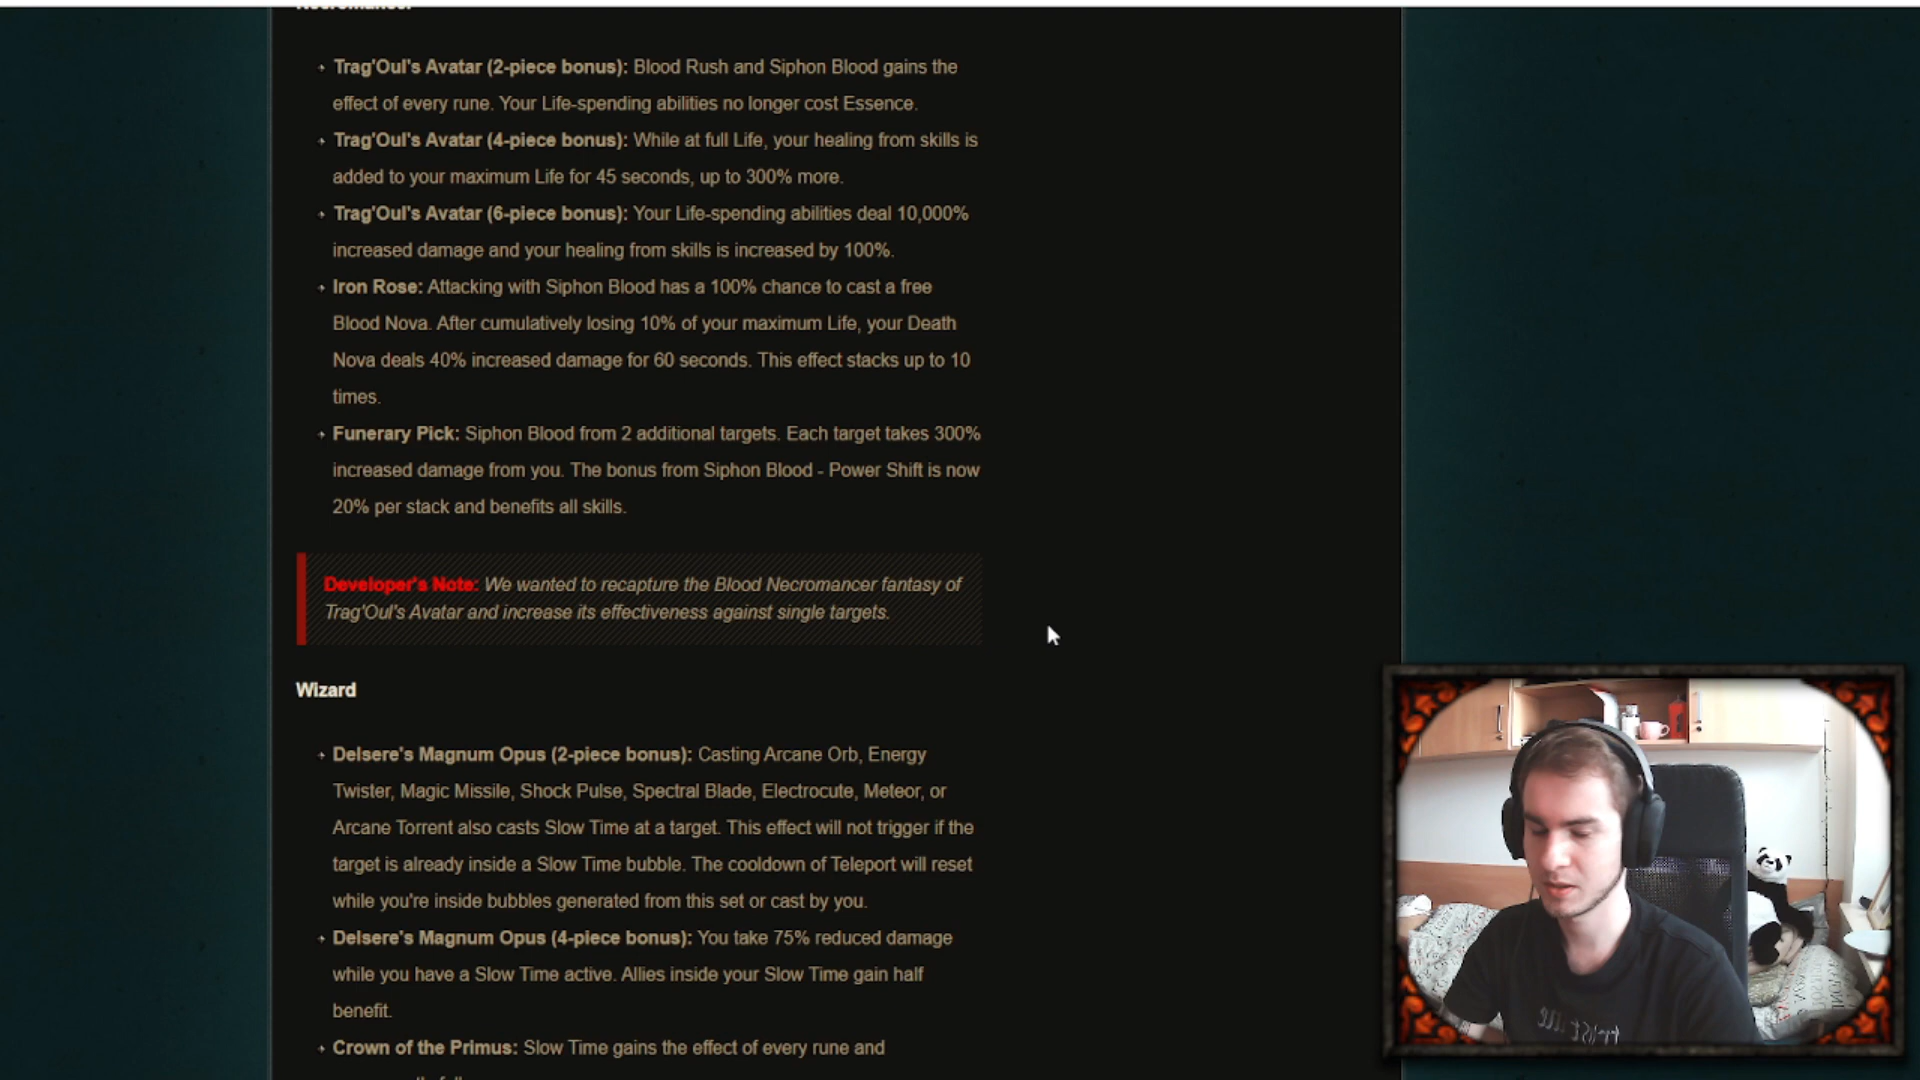 Necromancer
Trag'Oul's Avatar (2-piece bonus): Blood Rush and Siphon Blood gains the
effect of every rune. Your Life-spending abilities no longer cost Essence.
Trag'Oul's Avatar (4-piece bonus): While at full Life, your healing from skills is
added to your maximum Life for 45 seconds, up to 300% more.
Trag'Oul's Avatar (6-piece bonus): Your Life-spending abilities deal 10,000%
increased damage and your healing from skills is increased by 100%.
Iron Rose: Attacking with Siphon Blood has a 100% chance to cast a free
Blood Nova. After cumulatively losing 10% of your maximum Life, your Death
Nova deals 40% increased damage for 60 seconds. This effect stacks up to 10
times.
Funerary Pick: Siphon Blood from 2 additional targets. Each target takes 300%
increased damage from you. The bonus from Siphon Blood - Power Shift is now
20% per stack and benefits all skills.
Developer's Note: We wanted to recapture the Blood Necromancer fantasy of
Trag'Oul's Avatar and increase its effectiveness against single targets.
Wizard
Delsere's Magnum Opus (2-piece bonus): Casting Arcane Orb, Energy
Twister, Magic Missile, Shock Pulse, Spectral Blade, Electrocute, Meteor, or
Arcane Torrent also casts Slow Time at a target. This effect will not trigger if the
target is already inside a Slow Time bubble. The cooldown of Teleport will reset
while you're inside bubbles generated from this set or cast by you.
Delsere's Magnum Opus (4-piece bonus): You take 75% reduced damage
while you have a Slow Time active. Allies inside your Slow Time gain half
benefit.
Crown of the Primus: Slow Time gains the effect of every rune and